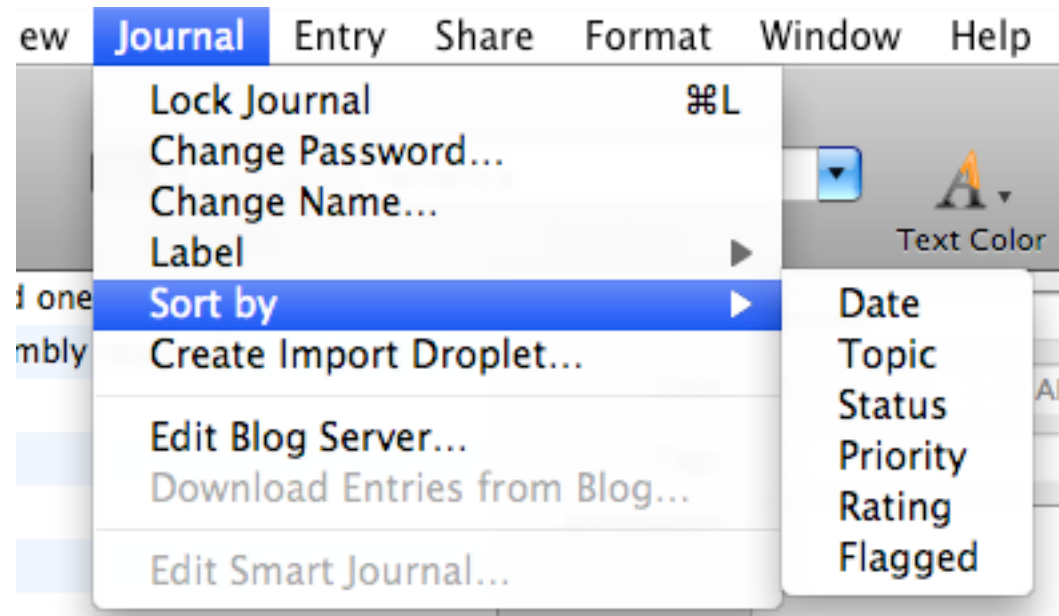 ew Journal Entry Share Format Window Help
Lock Journal ⌘L
Change Password...
Change Name...
Label
Text Color
d one
Sort by
Date
mbly
Create Import Droplet...
Topic
Status
Edit Blog Server...
Priority
Download Entries from Blog...
Rating
Edit Smart Journal...
Flagged